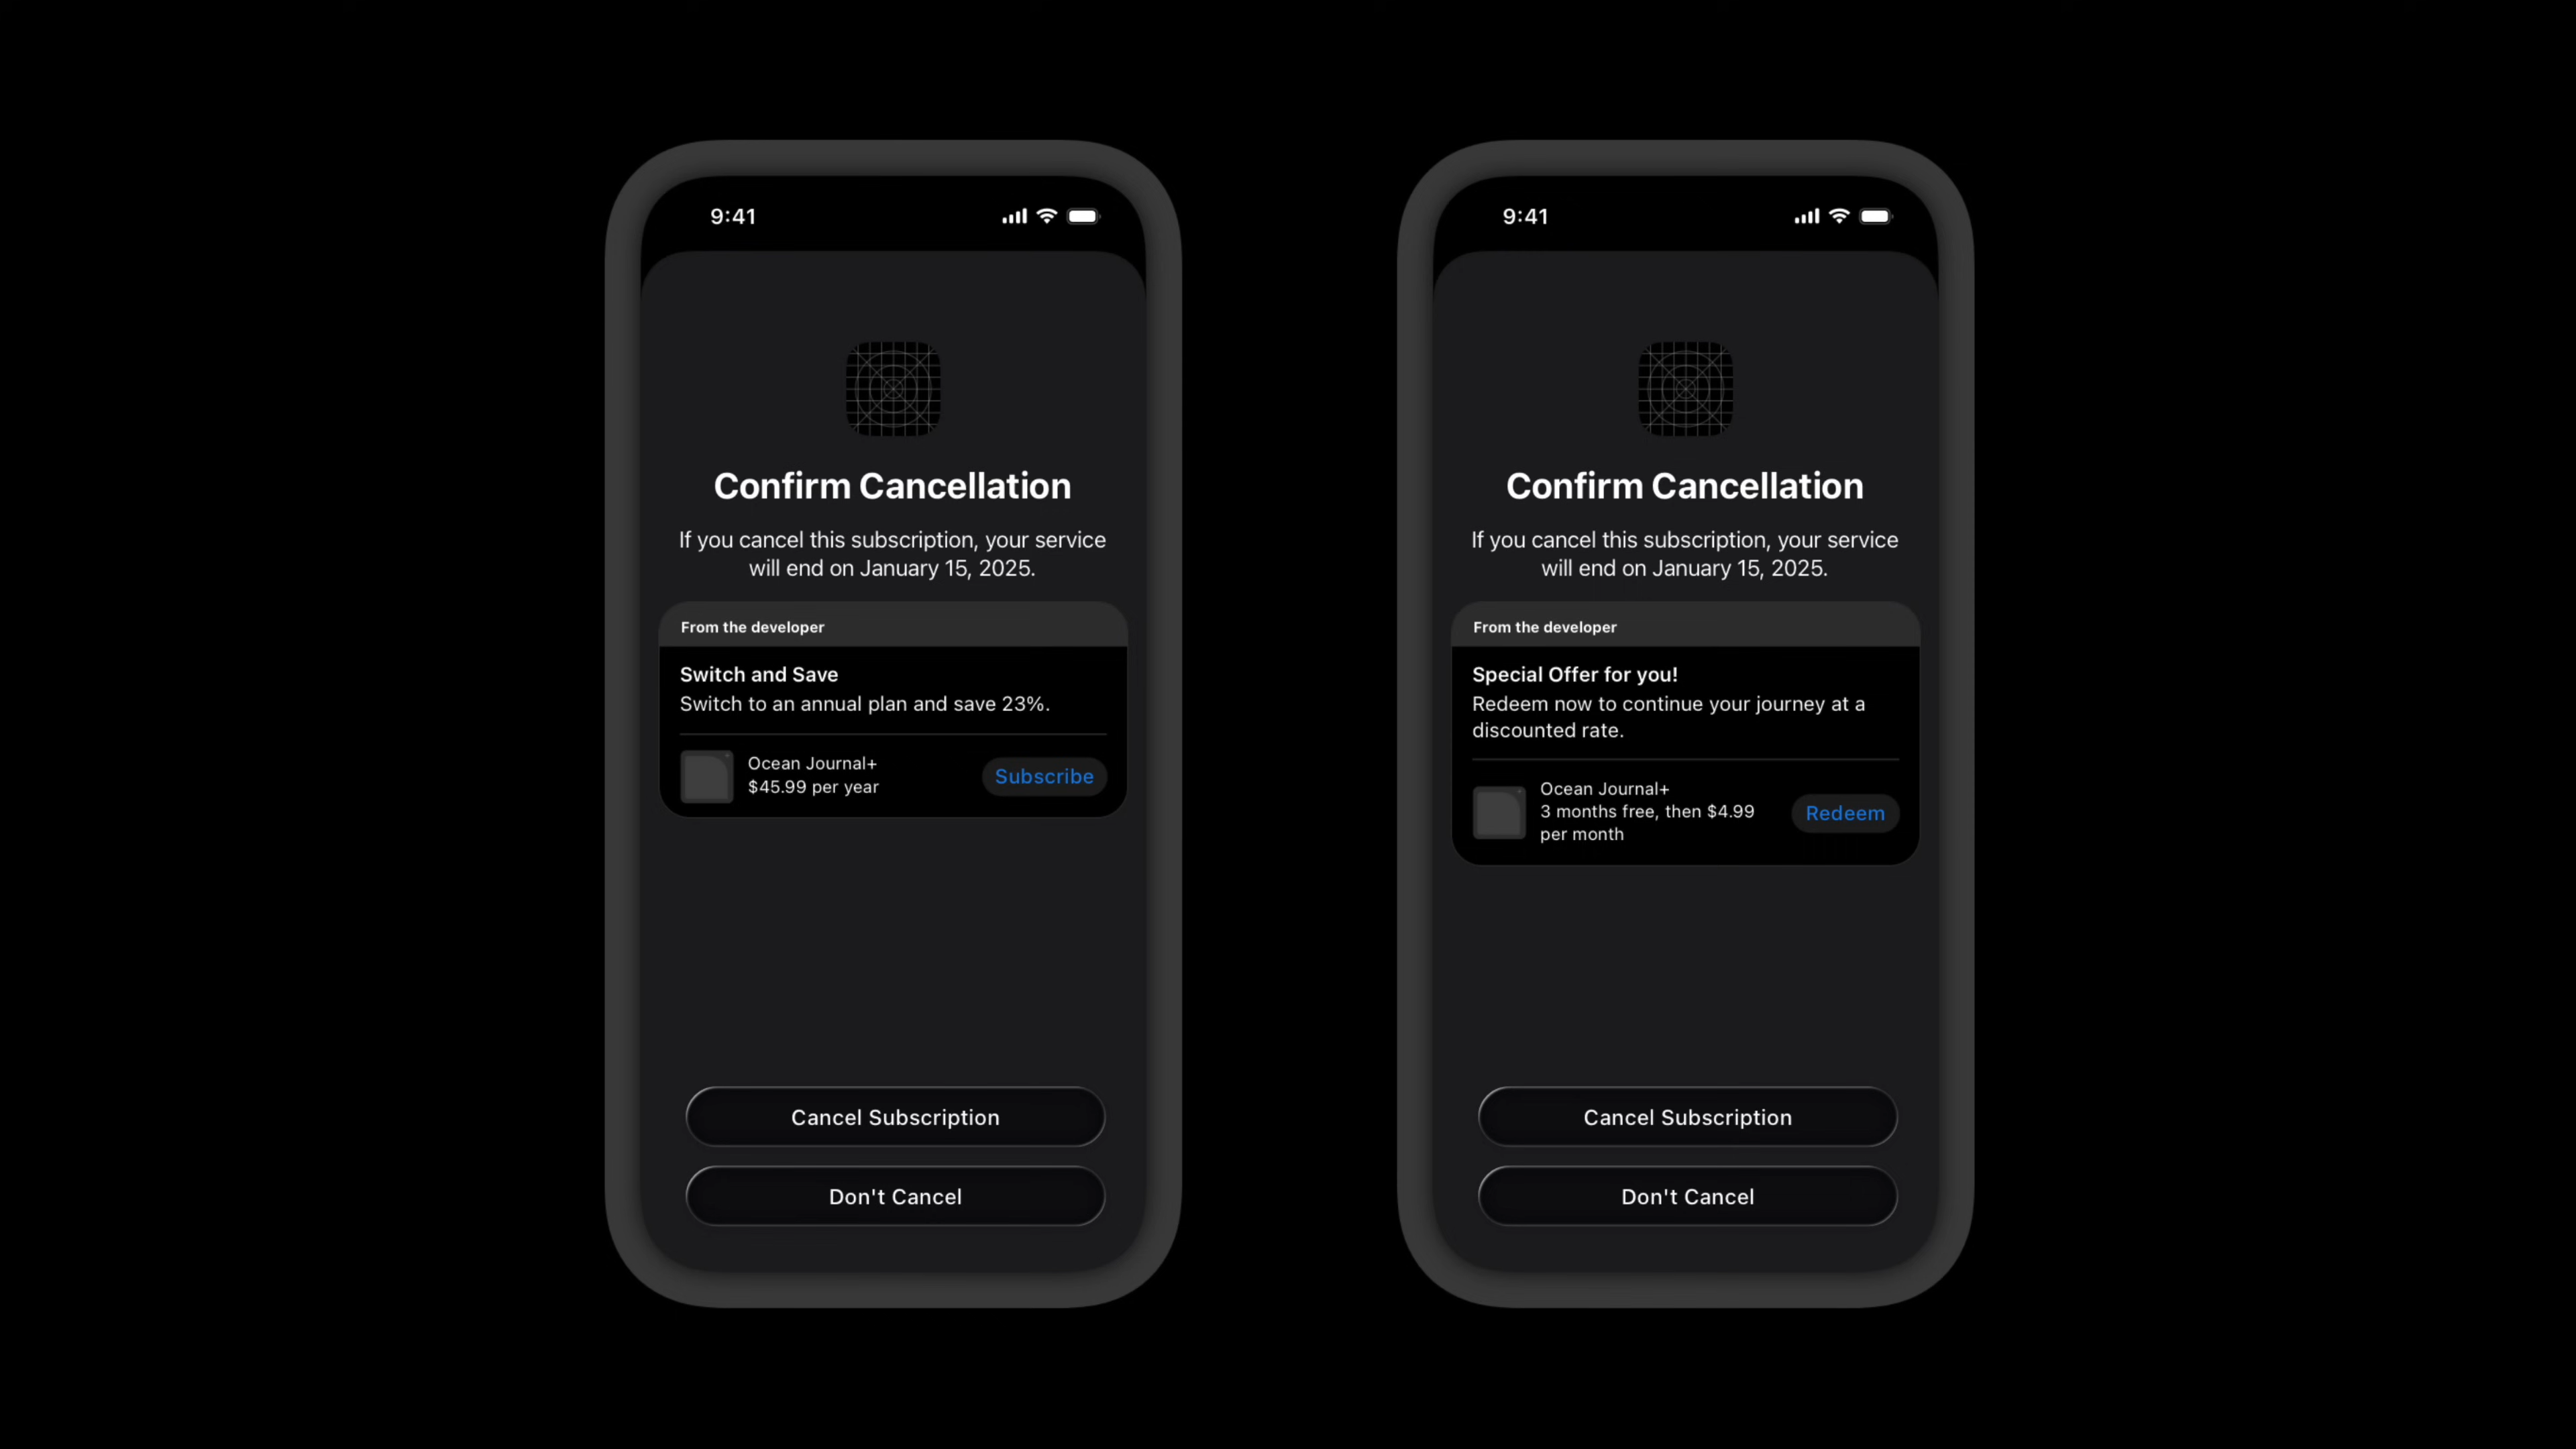 9:41
Confirm Cancellation
If you cancel this subscription, your service
will end on January 15, 2025.
From the developer
Switch and Save
Switch to an annual plan and save 23%.
Ocean Journal+
$45.99 per year
Subscribe
Cancel Subscription
Don't Cancel
9:41
Confirm Cancellation
If you cancel this subscription, your service
will end on January 15, 2025.
From the developer
Special Offer for you!
Redeem now to continue your journey at a
discounted rate.
Ocean Journal+
3 months free, then $4.99
per month
Redeem
Cancel Subscription
Don't Cancel